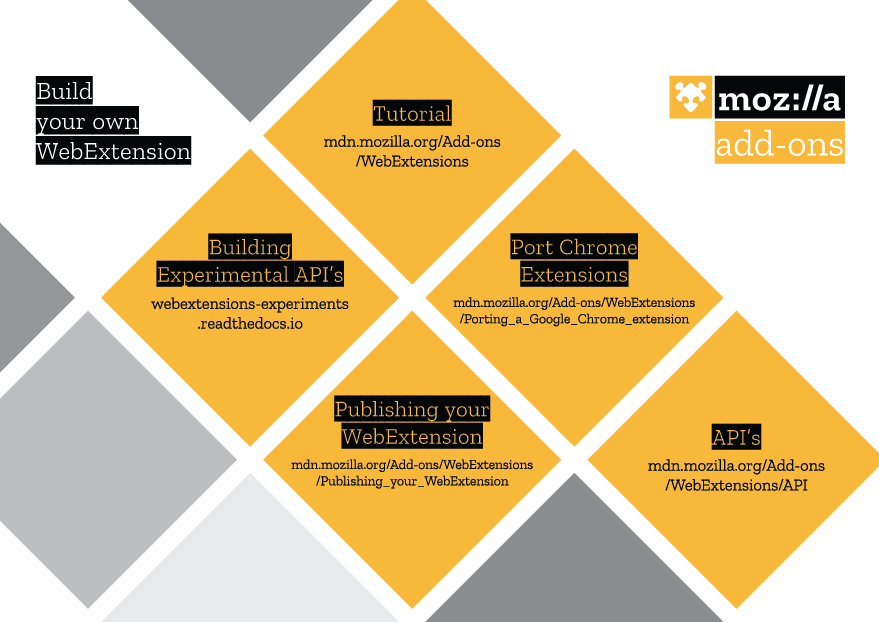 Build
your own
WebExtension
moz://a
add-ons
Tutorial
mdn.mozilla.org/Add-ons
/WebExtensions
Building
Experimental API's
webextensions-experiments
.readthedocs.io
Port Chrome
Extensions
mdn.mozilla.org/Add-ons/WebExtensions
/Porting_a_Google_Chrome_extension
Publishing your
WebExtension
mdn.mozilla.org/Add-ons/WebExtensions
/Publishing_your_WebExtension
API's
mdn.mozilla.org/Add-ons
/WebExtensions/API